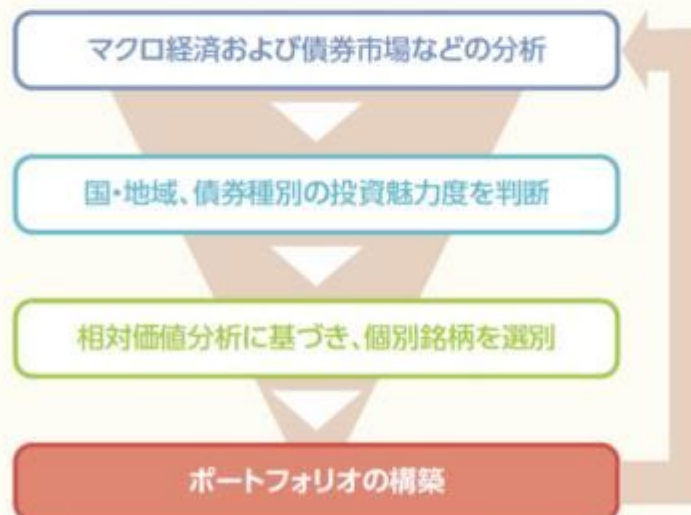 マクロ経済および債券市場などの分析
国・地域、債券種別の投資魅力度を判断
相対価値分析に基づき、個別銘柄を選別
ポートフォリオの構築